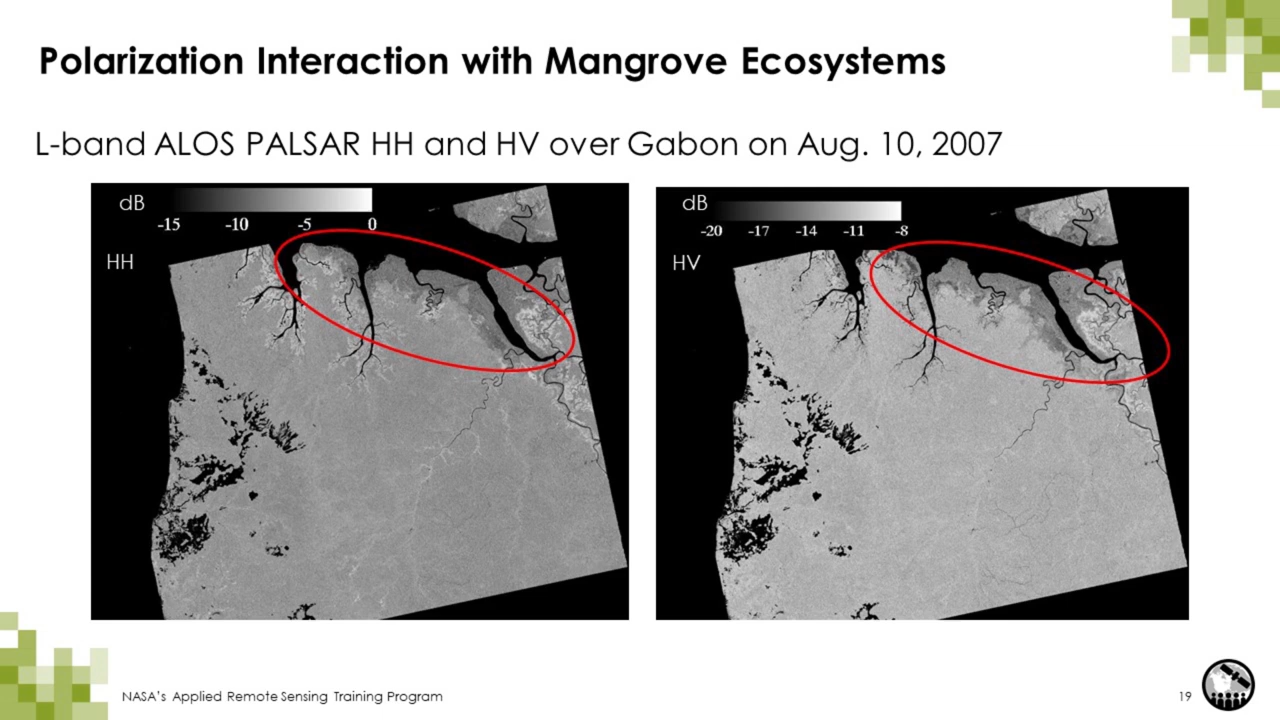 Polarization Interaction with Mangrove Ecosystems
L-band ALOS PALSAR HH and HV over Gabon on Aug. 10, 2007
dB
-15 -10 -5 0
HH
dB
-20 -17 -14 -11 -8
HV
NASA's Applied Remote Sensing Training Program
19